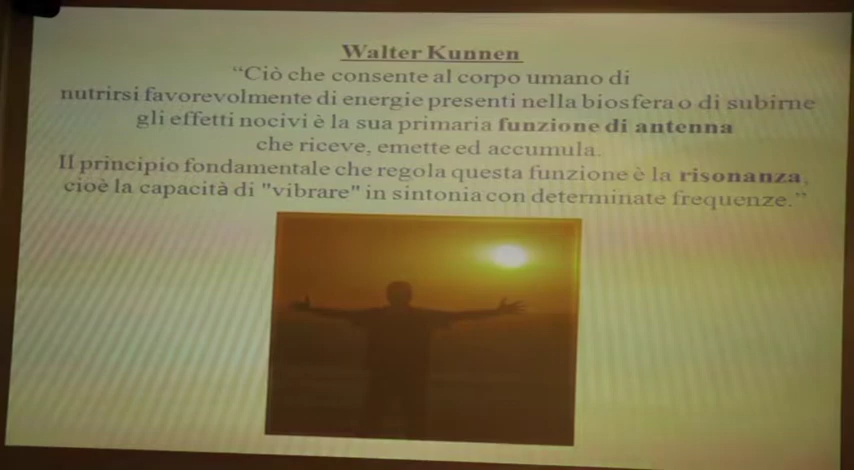 Walter Kunnen
“Ciò che consente al corpo umano di
nutrirsi favorevolmente di energie presenti nella biosfera o di subirne
gli effetti nocivi è la sua primaria funzione di antenna
che riceve, emette ed accumula.
Il principio fondamentale che regola questa funzione è la risonanza,
cioè la capacità di "vibrare" in sintonia con determinate frequenze.”